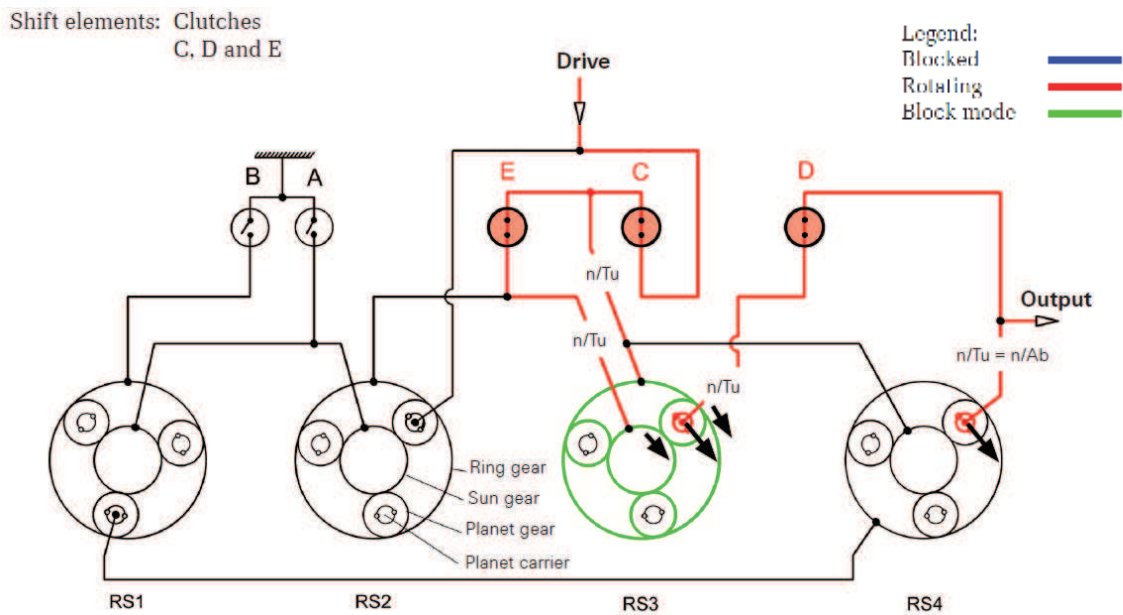 Shift elements: Clutches
C, D and E
Legend:
Blocked
Rotating
Block mode
Drive
B
A
E
C
D
n/Tu
Output
n/Tu
n/Tu = n/Ab
n/Tu
Ring gear
Sun gear
Planet gear
Planet carrier
RS1
RS2
RS3
RS4